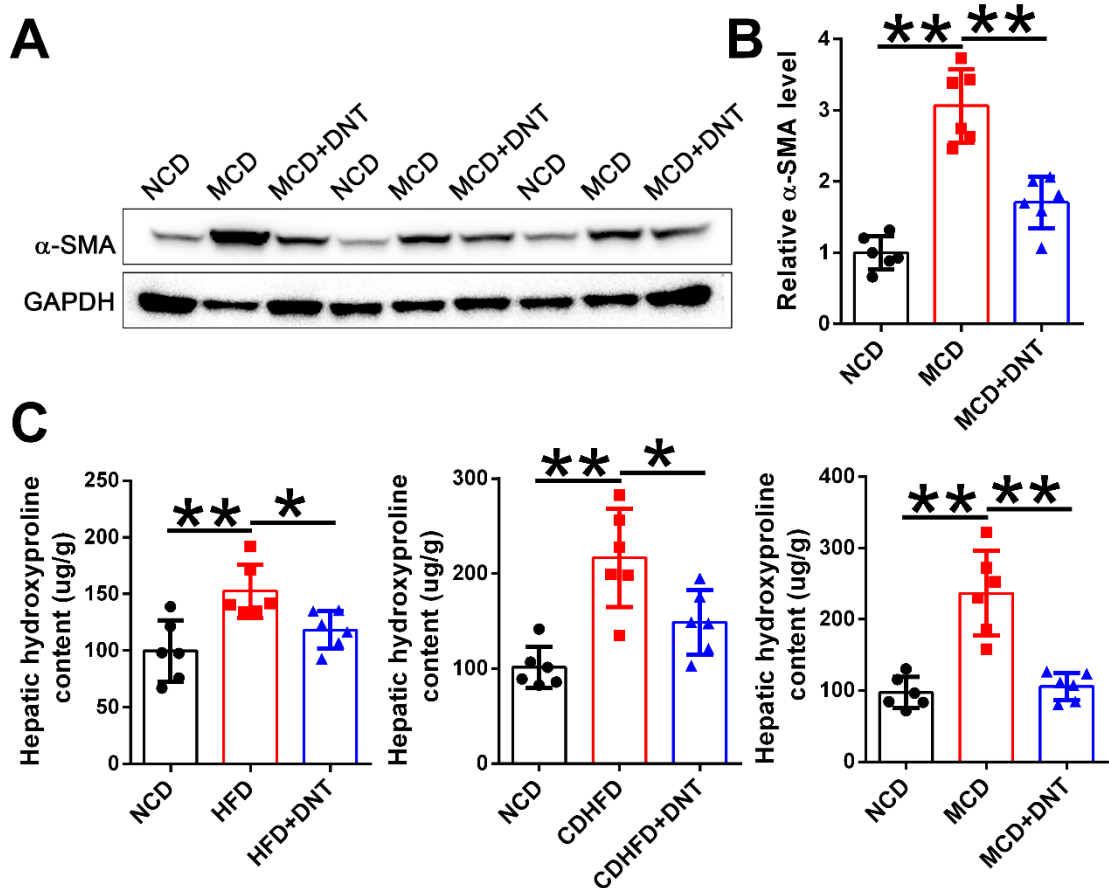 A
NCD MCD MCD+DNT NCD MCD MCD+DNT NCD MCD MCD+DNT
α-SMA
GAPDH
B
** **
Relative α-SMA level
4
3
2
1
0
NCD MCD MCD+DNT
C
** *
Hepatic hydroxyproline
content (ug/g)
250
200
150
100
50
0
NCD HFD HFD+DNT
** *
Hepatic hydroxyproline
content (ug/g)
300
200
100
0
NCD CDHFD CDHFD+DNT
** **
Hepatic hydroxyproline
content (ug/g)
400
300
200
100
0
NCD MCD MCD+DNT